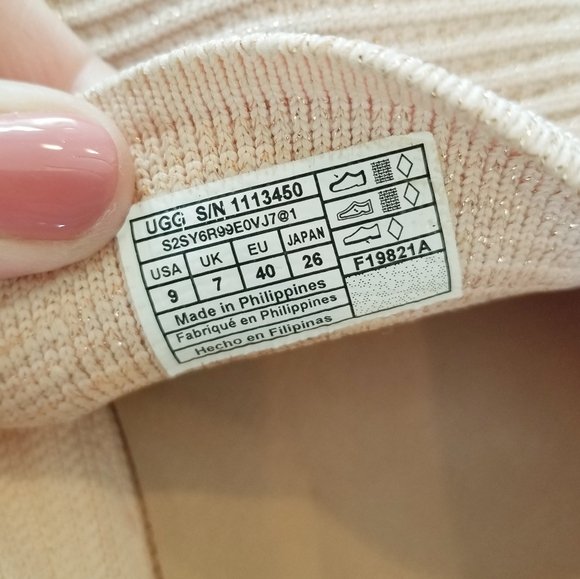 UGG S/N 1113450
S2SY6R99E0VJ7@1
USA UK EU JAPAN
9 7 40 26
Made in Philippines
Fabriqué en Philippines
Hecho en Filipinas
F19821A